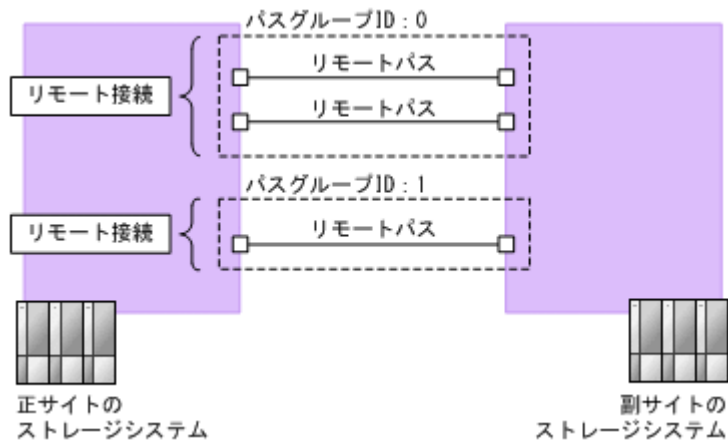 パスグループID：0
リモートパス
リモート接続
リモートパス
パスグループID：1
リモート接続
リモートパス
正サイトの
ストレージシステム
副サイトの
ストレージシステム